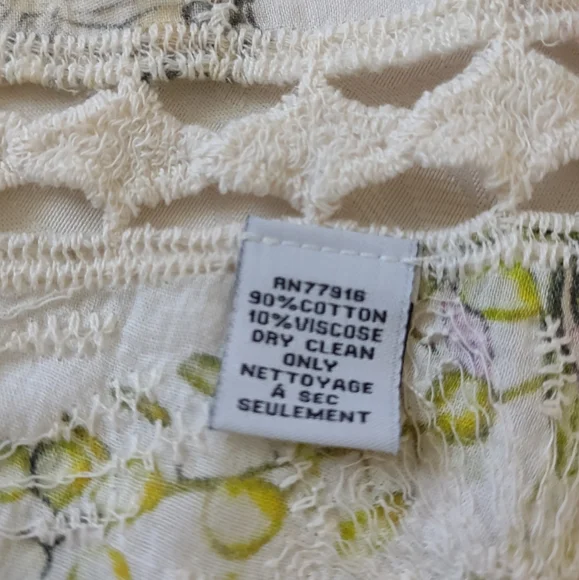 RN77916
90%COTTON
10%VISCOSE
DRY CLEAN
ONLY
NETTOYAGE
Á SEC
SEULEMENT